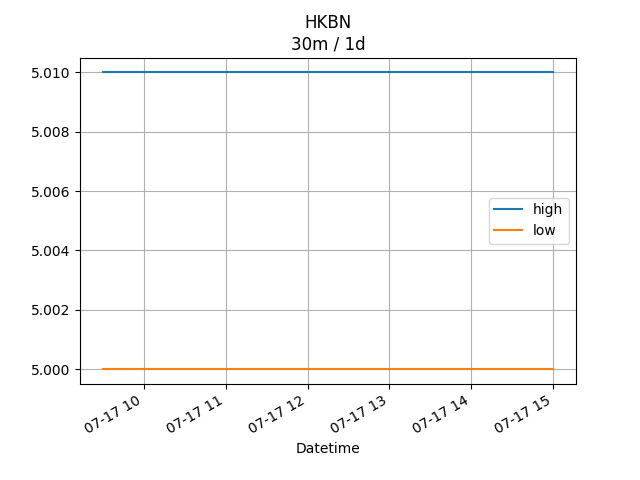 HKBN
30m / 1d
5.010
5.008
5.006
5.004
5.002
5.000
high
low
07-17 10
07-17 11
07-17 12
07-17 13
07-17 14
07-17 15
Datetime